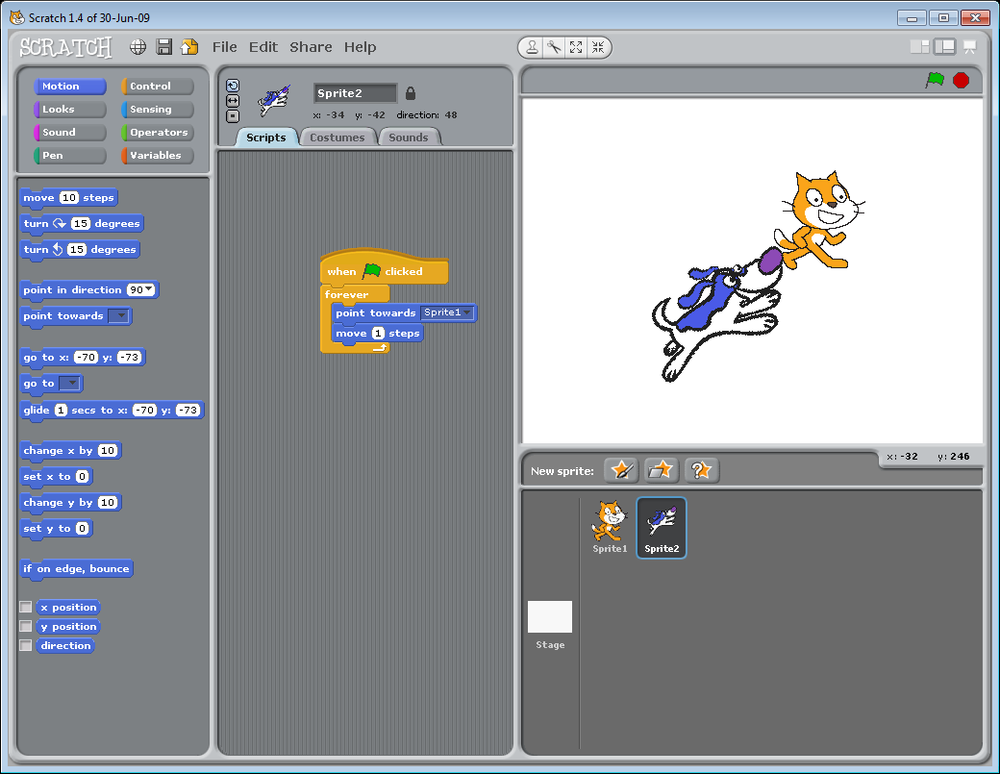 Scratch 1.4 of 30-Jun-09
SCRATCH File Edit Share Help
Motion Control
Looks Sensing
Sound Operators
Pen Variables
move 10 steps
turn 15 degrees
turn 15 degrees
point in direction 90
point towards
go to x: -70 y: -73
go to
glide 1 secs to x: -70 y: -73
change x by 10
set x to 0
change y by 10
set y to 0
if on edge, bounce
x position
y position
direction
Sprite2
x: -34 y: -42 direction: 48
Scripts Costumes Sounds
when clicked
forever
point towards Sprite1
move 1 steps
x: -32 y: 246
New sprite:
?
Sprite1 Sprite2
Stage